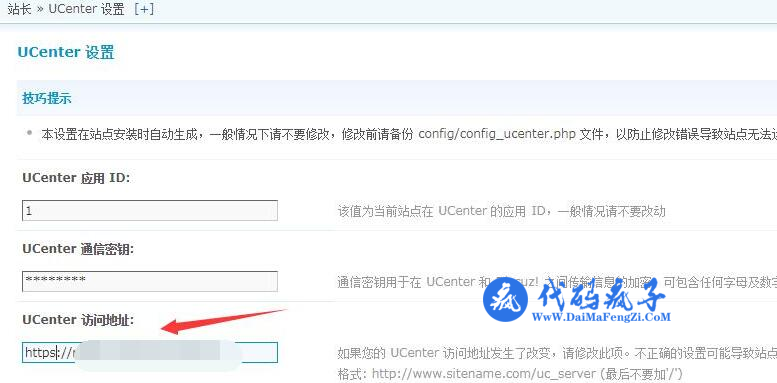 站长 » UCenter 设置 [+]
UCenter 设置
技巧提示
本设置在站点安装时自动生成，一般情况下请不要修改，修改前请备份 config/config_ucenter.php 文件，以防止修改错误导致站点无法运
UCenter 应用 ID:
1 该值为当前站点在 UCenter 的应用 ID，一般情况请不要改动
UCenter 通信密钥:
******** 通信密钥用于在 UCenter 和 Discuz! 之间传输信息的加密，可包含任何字母及数字
疯 代码疯子
www.DaiMaFengZi.com
UCenter 访问地址:
https:// 如果您的 UCenter 访问地址发生了改变，请修改此项。不正确的设置可能导致站点
格式: http://www.sitename.com/uc_server (最后不要加'/')